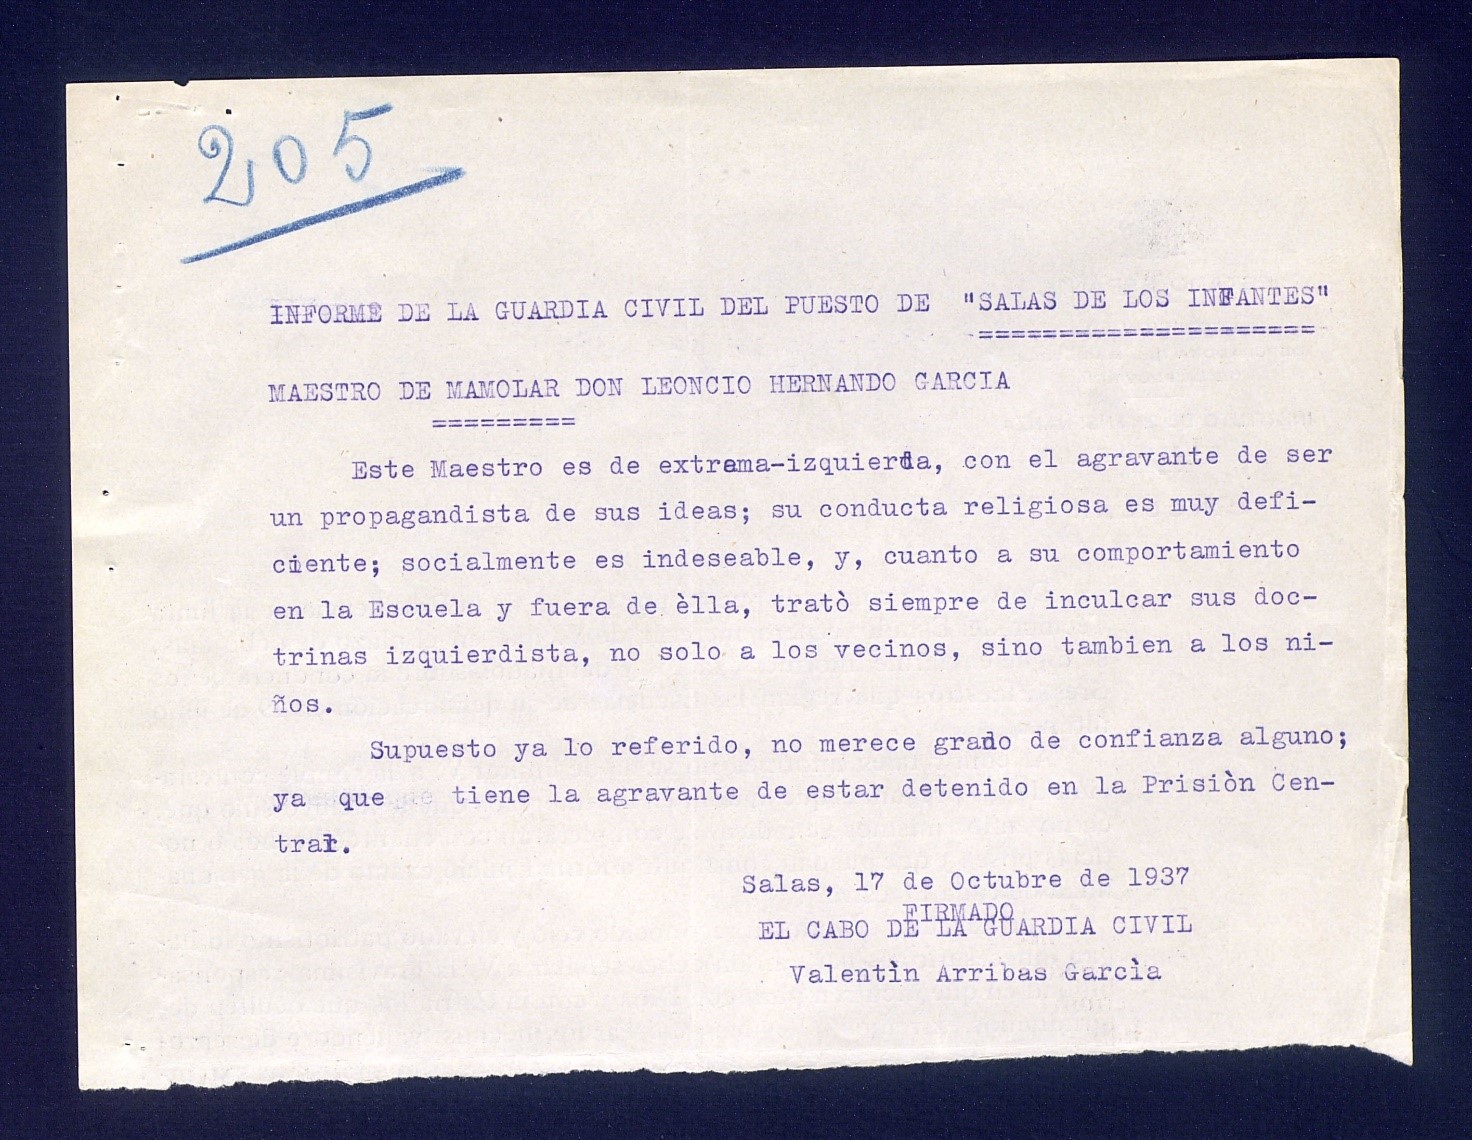 205
INFORME DE LA GUARDIA CIVIL DEL PUESTO DE "SALAS DE LOS INFANTES"
=====================
MAESTRO DE MAMOLAR DON LEONCIO HERNANDO GARCIA
=========
Este Maestro es de extrema-izquierda, con el agravante de ser
un propagandista de sus ideas; su conducta religiosa es muy defi-
ciente; socialmente es indeseable, y, cuanto a su comportamiento
en la Escuela y fuera de èlla, tratò siempre de inculcar sus doc-
trinas izquierdista, no solo a los vecinos, sino tambien a los ni-
ños.
Supuesto ya lo referido, no merece grado de confianza alguno;
ya que tiene la agravante de estar detenido en la Prisiòn Cen-
tral.
Salas, 17 de Octubre de 1937
FIRMADO
EL CABO DE LA GUARDIA CIVIL
Valentìn Arribas Garcìa